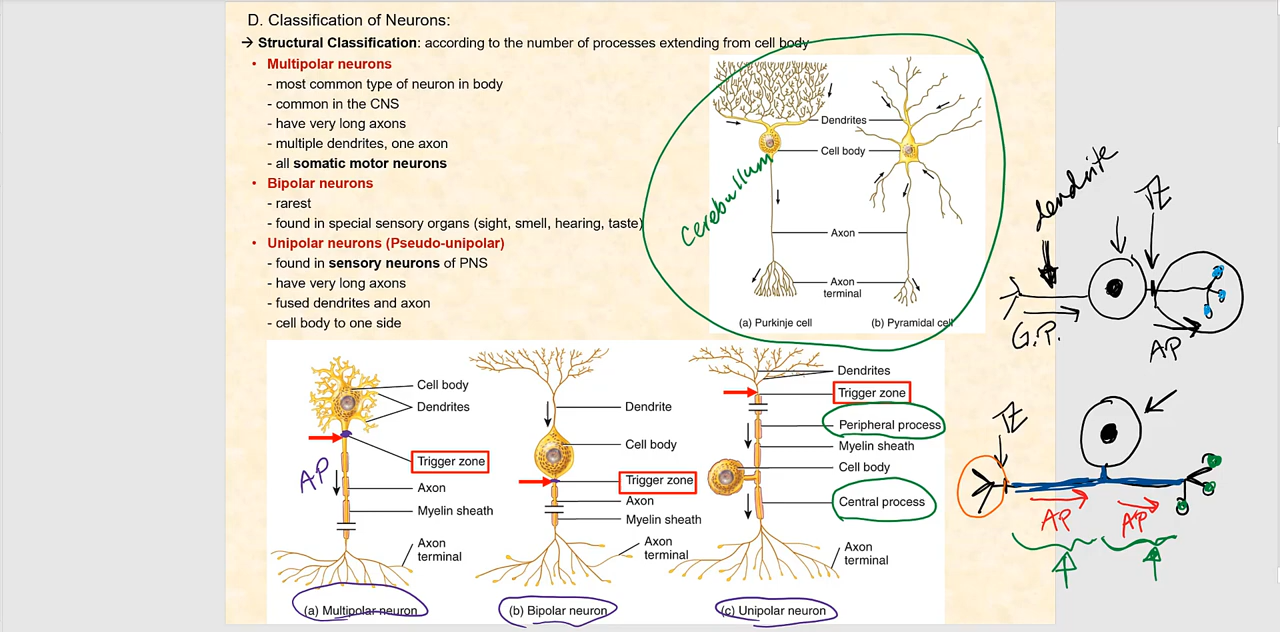 D. Classification of Neurons:
→ Structural Classification: according to the number of processes extending from cell body
• Multipolar neurons
- most common type of neuron in body
- common in the CNS
- have very long axons
- multiple dendrites, one axon
- all somatic motor neurons
• Bipolar neurons
- rarest
- found in special sensory organs (sight, smell, hearing, taste)
• Unipolar neurons (Pseudo-unipolar)
- found in sensory neurons of PNS
- have very long axons
- fused dendrites and axon
- cell body to one side
Dendrites
Cell body
cerebullum
Axon
Axon
terminal
(a) Purkinje cell
(b) Pyramidal cell
dendrite
TZ
G.P.
AP
Cell body
Dendrites
Trigger zone
AP
Axon
Myelin sheath
Axon
terminal
(a) Multipolar neuron
Dendrite
Cell body
Trigger zone
Axon
Myelin sheath
Axon
terminal
(b) Bipolar neuron
Dendrites
Trigger zone
Peripheral process
Myelin sheath
Cell body
Central process
Axon
terminal
(c) Unipolar neuron
TZ
AP
AP